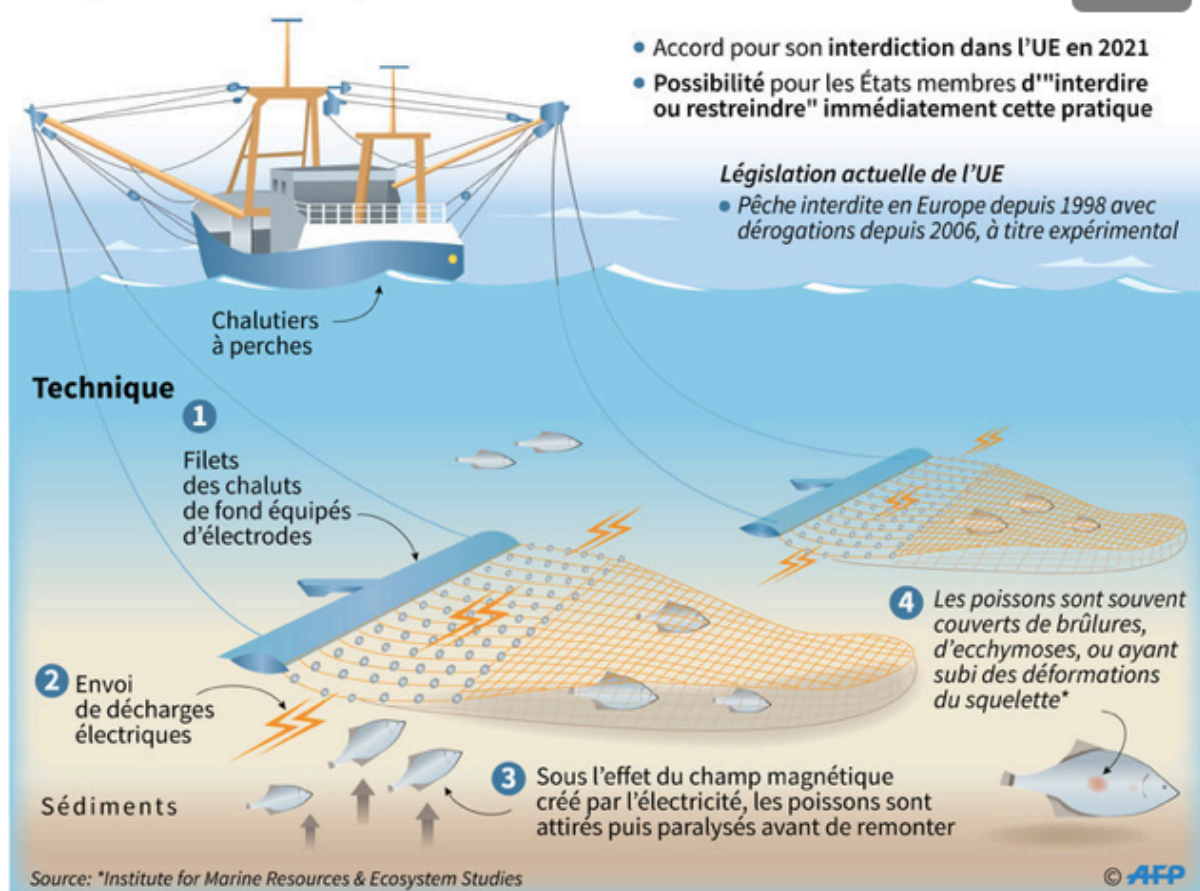 • Accord pour son interdiction dans l'UE en 2021
• Possibilité pour les États membres d'"interdire
ou restreindre" immédiatement cette pratique
Législation actuelle de l'UE
• Pêche interdite en Europe depuis 1998 avec
dérogations depuis 2006, à titre expérimental
Chalutiers
à perches
Technique
1
Filets
des chaluts
de fond équipés
d'électrodes
2 Envoi
de décharges
électriques
Sédiments
3 Sous l'effet du champ magnétique
créé par l'électricité, les poissons sont
attirés puis paralysés avant de remonter
4 Les poissons sont souvent
couverts de brûlures,
d'ecchymoses, ou ayant
subi des déformations
du squelette*
Source: *Institute for Marine Resources & Ecosystem Studies
© AFP